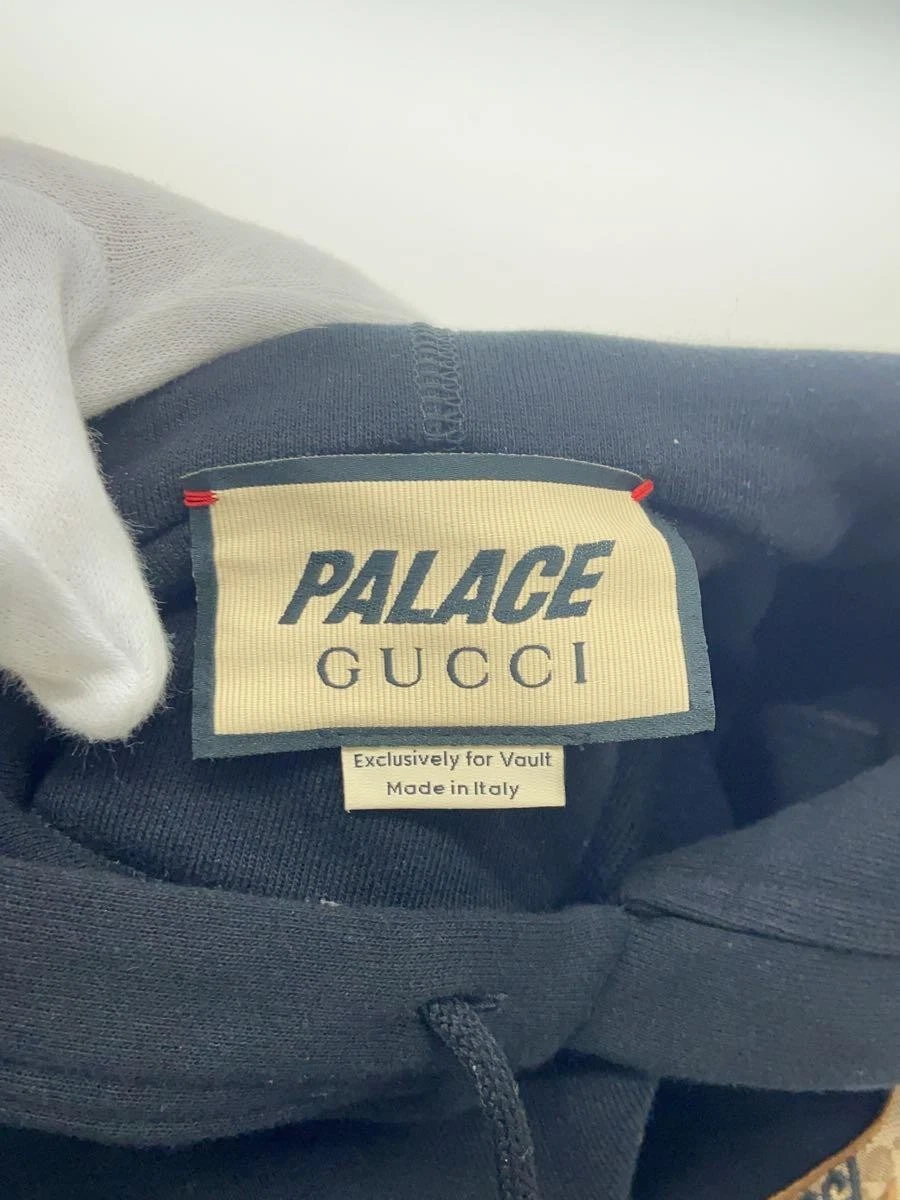 PALACE
GUCCI
Exclusively for Vault
Made in Italy